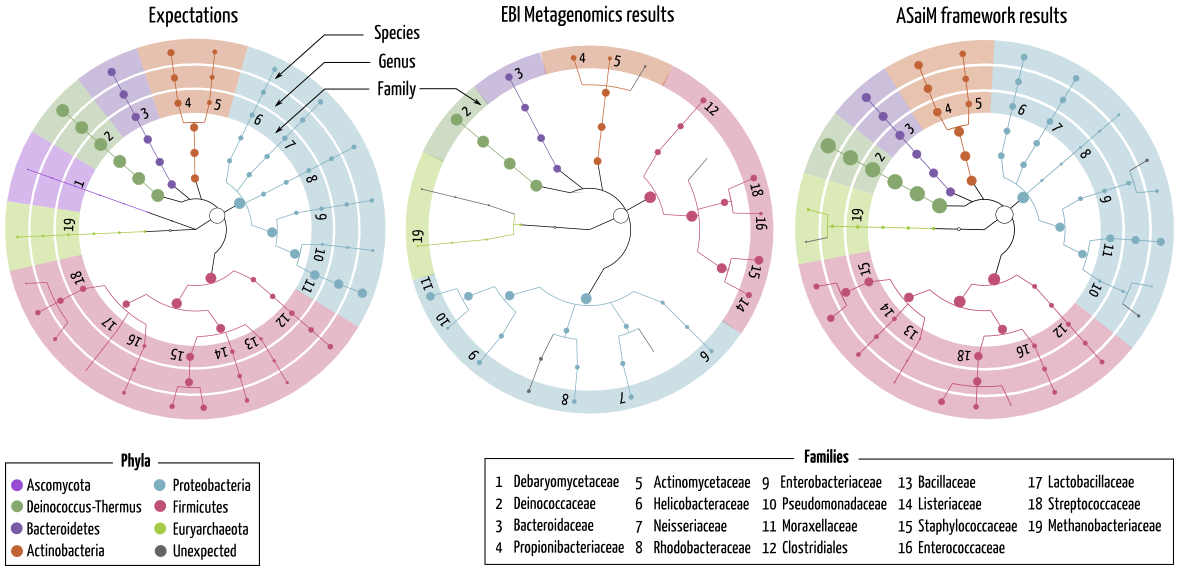 Expectations
EBI Metagenomics results
ASaiM framework results
Species
Genus
Family
1
2
3
4
5
6
7
8
9
10
11
12
13
14
15
16
17
18
19
2
3
4
5
12
18
16
15
14
6
7
8
9
10
11
19
2
3
4
5
6
7
8
9
11
10
12
16
18
13
14
15
19
Phyla
Ascomycota
Deinococcus-Thermus
Bacteroidetes
Actinobacteria
Proteobacteria
Firmicutes
Euryarchaeota
Unexpected
Families
1 Debaryomycetaceae
2 Deinococcaceae
3 Bacteroidaceae
4 Propionibacteriaceae
5 Actinomycetaceae
6 Helicobacteraceae
7 Neisseriaceae
8 Rhodobacteraceae
9 Enterobacteriaceae
10 Pseudomonadaceae
11 Moraxellaceae
12 Clostridiales
13 Bacillaceae
14 Listeriaceae
15 Staphylococcaceae
16 Enterococcaceae
17 Lactobacillaceae
18 Streptococcaceae
19 Methanobacteriaceae